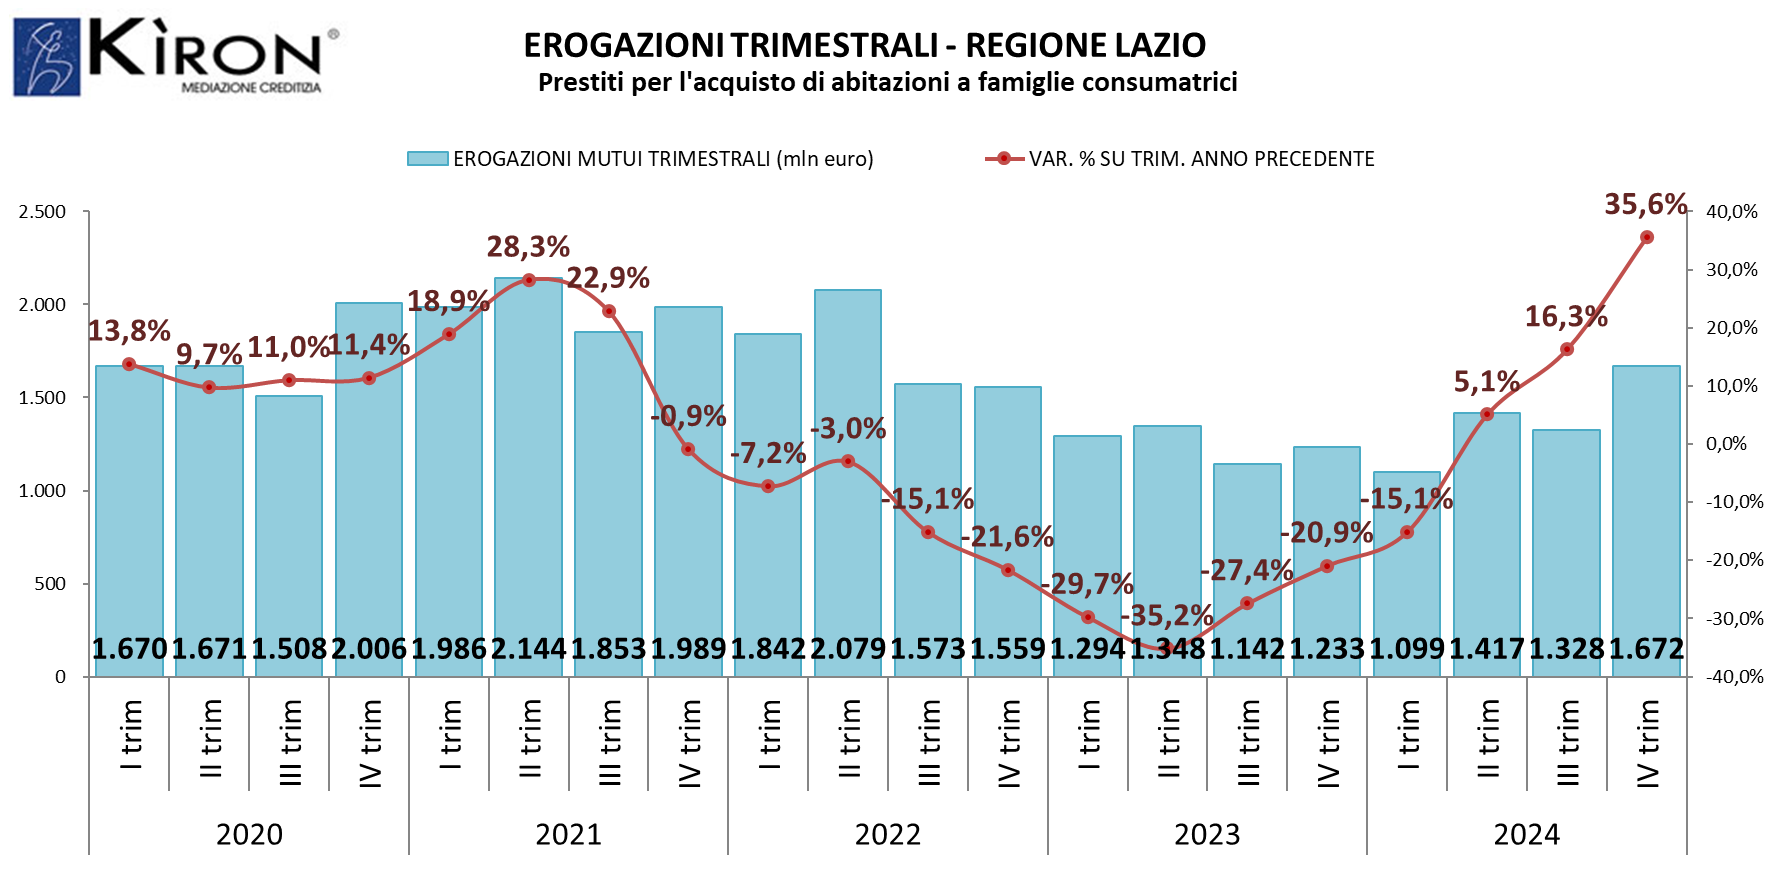 KÌRON®
MEDIAZIONE CREDITIZIA
EROGAZIONI TRIMESTRALI - REGIONE LAZIO
Prestiti per l'acquisto di abitazioni a famiglie consumatrici
EROGAZIONI MUTUI TRIMESTRALI (mln euro) VAR. % SU TRIM. ANNO PRECEDENTE
2.500
2.000
1.500
1.000
500
0
40,0%
30,0%
20,0%
10,0%
0,0%
-10,0%
-20,0%
-30,0%
-40,0%
13,8% 9,7% 11,0% 11,4% 18,9% 28,3% 22,9% -0,9% -7,2% -3,0% -15,1% -21,6% -29,7% -35,2% -27,4% -20,9% -15,1% 5,1% 16,3% 35,6%
1.670 1.671 1.508 2.006 1.986 2.144 1.853 1.989 1.842 2.079 1.573 1.559 1.294 1.348 1.142 1.233 1.099 1.417 1.328 1.672
I trim II trim III trim IV trim I trim II trim III trim IV trim I trim II trim III trim IV trim I trim II trim III trim IV trim I trim II trim III trim IV trim
2020 2021 2022 2023 2024